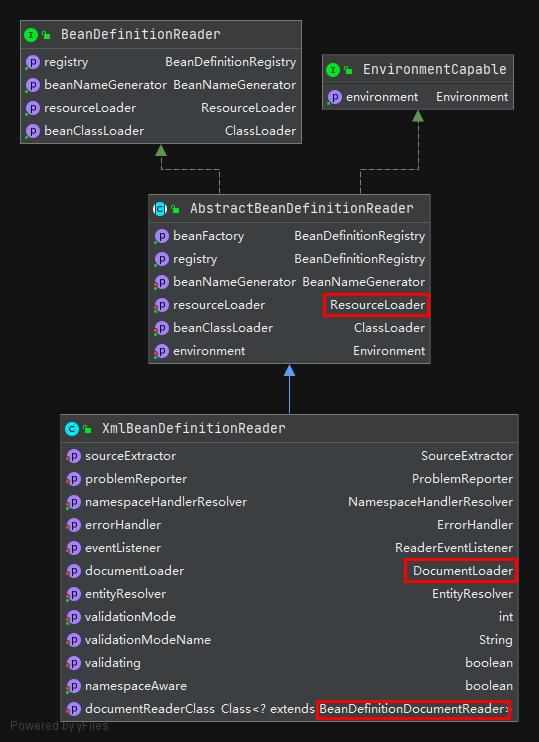 BeanDefinitionReader
registry BeanDefinitionRegistry
beanNameGenerator BeanNameGenerator
resourceLoader ResourceLoader
beanClassLoader ClassLoader
EnvironmentCapable
environment Environment
AbstractBeanDefinitionReader
beanFactory BeanDefinitionRegistry
registry BeanDefinitionRegistry
beanNameGenerator BeanNameGenerator
resourceLoader ResourceLoader
beanClassLoader ClassLoader
environment Environment
XmlBeanDefinitionReader
sourceExtractor SourceExtractor
problemReporter ProblemReporter
namespaceHandlerResolver NamespaceHandlerResolver
errorHandler ErrorHandler
eventListener ReaderEventListener
documentLoader DocumentLoader
entityResolver EntityResolver
validationMode int
validationModeName String
validating boolean
namespaceAware boolean
documentReaderClass Class<? extends BeanDefinitionDocumentReader>
Powered by yFiles